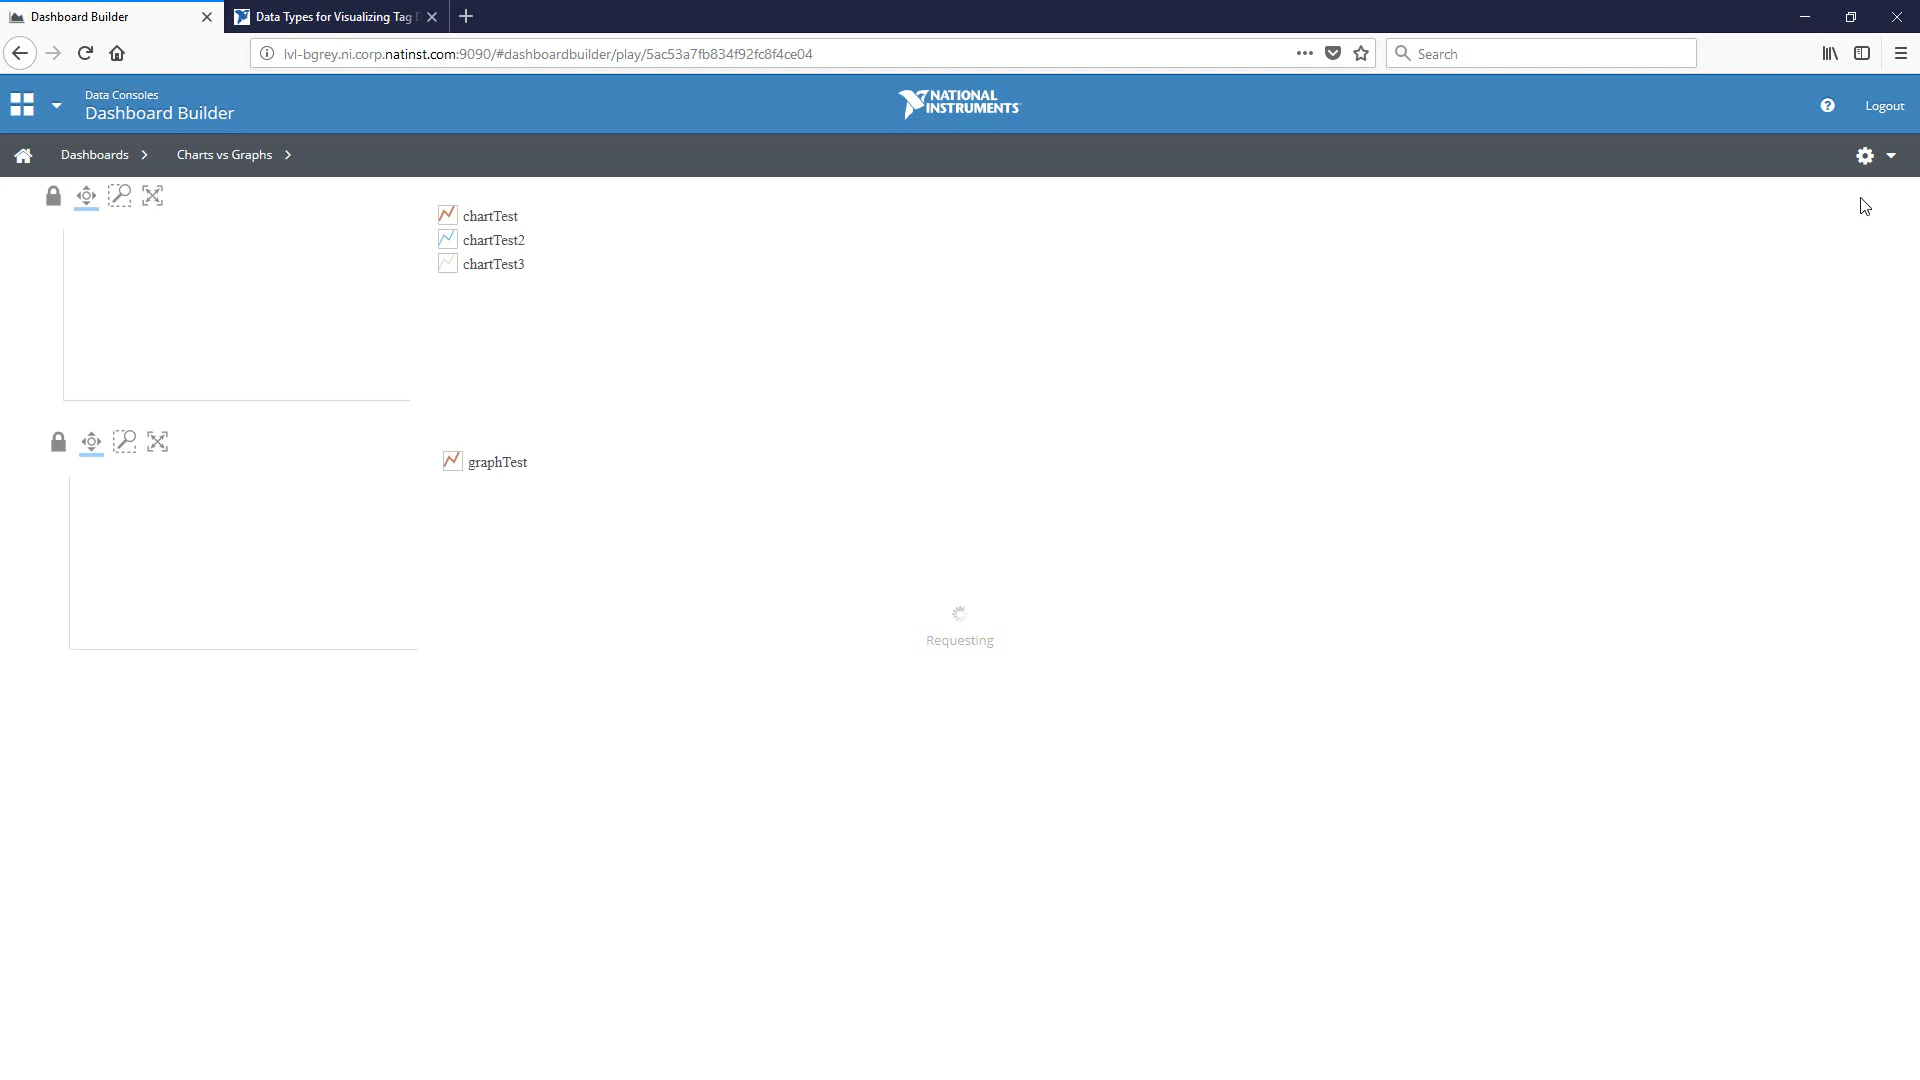 Dashboard Builder
Data Types for Visualizing Tag
lvl-bgrey.ni.corp.natinst.com:9090/#dashboardbuilder/play/5ac53a7fb834f92fc8f4ce04
Search
Data Consoles
Dashboard Builder
NATIONAL
INSTRUMENTS
Logout
Dashboards
Charts vs Graphs
chartTest
chartTest2
chartTest3
graphTest
Requesting